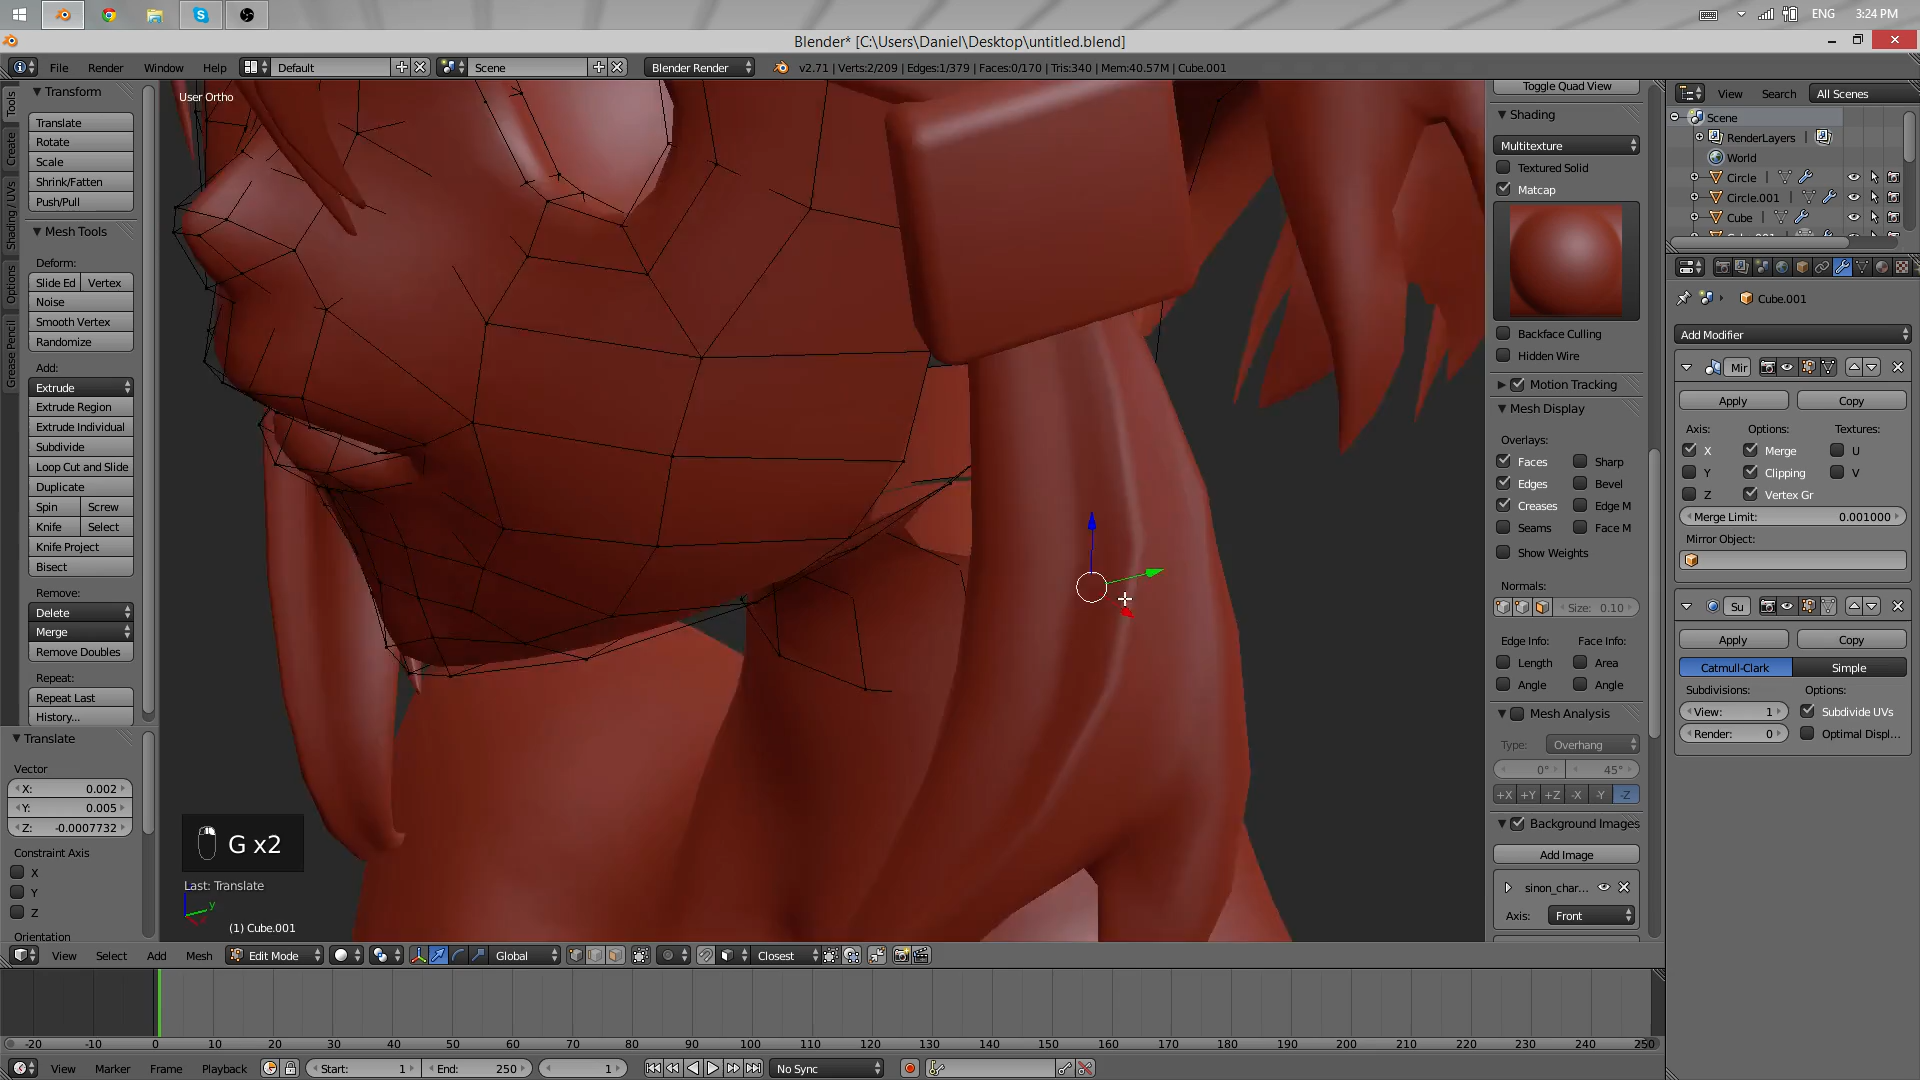 ENG
3:24 PM
Blender* [C:\Users\Daniel\Desktop\untitled.blend]
File Render Window Help Default Scene Blender Render v2.71 | Verts:2/209 | Edges:1/379 | Faces:0/170 | Tris:340 | Mem:40.57M | Cube.001
Tools
Create
Shading / UVs
Options
Grease Pencil
Transform
Translate
Rotate
Scale
Shrink/Fatten
Push/Pull
Mesh Tools
Deform:
Slide Ed Vertex
Noise
Smooth Vertex
Randomize
Add:
Extrude
Extrude Region
Extrude Individual
Subdivide
Loop Cut and Slide
Duplicate
Spin Screw
Knife Select
Knife Project
Bisect
Remove:
Delete
Merge
Remove Doubles
Repeat:
Repeat Last
History...
Translate
Vector
X: 0.002
Y: 0.005
Z: -0.0007732
Constraint Axis
X
Y
Z
Orientation
User Ortho
G x2
Last: Translate
y
(1) Cube.001
Toggle Quad View
Shading
Multitexture
Textured Solid
Matcap
Backface Culling
Hidden Wire
Motion Tracking
Mesh Display
Overlays:
Faces Sharp
Edges Bevel
Creases Edge M
Seams Face M
Show Weights
Normals:
Size: 0.10
Edge Info: Face Info:
Length Area
Angle Angle
Mesh Analysis
Type: Overhang
0° 45°
+X +Y +Z -X -Y -Z
Background Images
Add Image
sinon_char...
Axis: Front
View Search All Scenes
Scene
RenderLayers
World
Circle
Circle.001
Cube
Cube.001
Add Modifier
Mir
Apply Copy
Axis: Options: Textures:
X Merge U
Y Clipping V
Z Vertex Gr
Merge Limit: 0.001000
Mirror Object:
Su
Apply Copy
Catmull-Clark Simple
Subdivisions: Options:
View: 1 Subdivide UVs
Render: 0 Optimal Displ...
View Select Add Mesh Edit Mode Global Closest
-20 -10 0 10 20 30 40 50 60 70 80 90 100 110 120 130 140 150 160 170 180 190 200 210 220 230 240 250
View Marker Frame Playback Start: 1 End: 250 1 No Sync